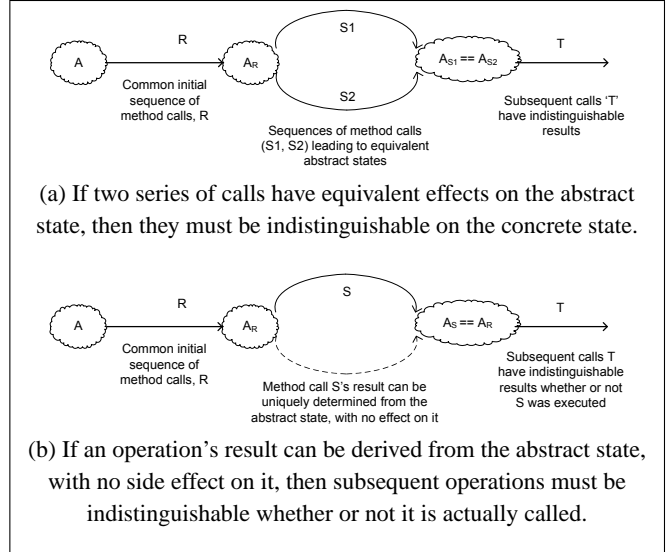 S1
R
T
A
A_R
A_S1 == A_S2
Common initial
sequence of
method calls, R
S2
Subsequent calls ‘T’
have indistinguishable
results
Sequences of method calls
(S1, S2) leading to equivalent
abstract states
(a) If two series of calls have equivalent effects on the abstract
state, then they must be indistinguishable on the concrete state.
S
R
T
A
A_R
A_S == A_R
Common initial
sequence of
method calls, R
Subsequent calls T
have indistinguishable
results whether or not
S was executed
Method call S’s result can be
uniquely determined from the
abstract state, with no effect on it
(b) If an operation’s result can be derived from the abstract state,
with no side effect on it, then subsequent operations must be
indistinguishable whether or not it is actually called.